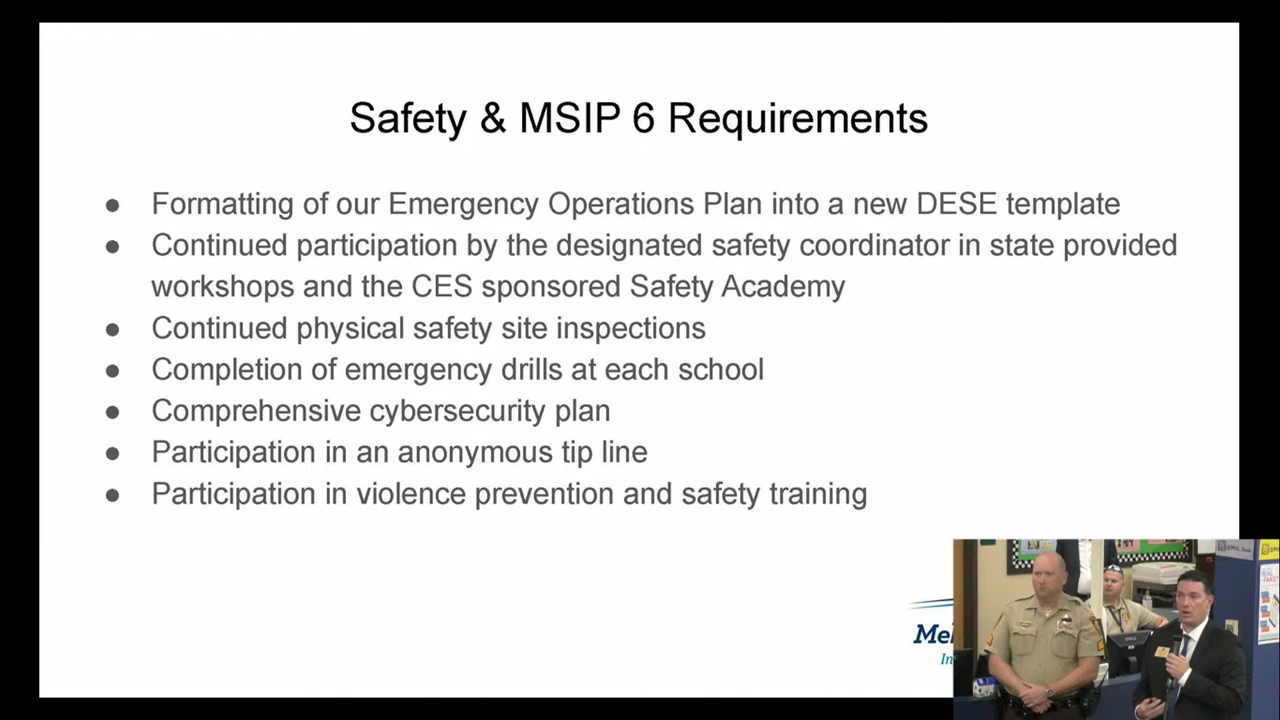 Safety & MSIP 6 Requirements
● Formatting of our Emergency Operations Plan into a new DESE template
● Continued participation by the designated safety coordinator in state provided
workshops and the CES sponsored Safety Academy
● Continued physical safety site inspections
● Completion of emergency drills at each school
● Comprehensive cybersecurity plan
● Participation in an anonymous tip line
● Participation in violence prevention and safety training